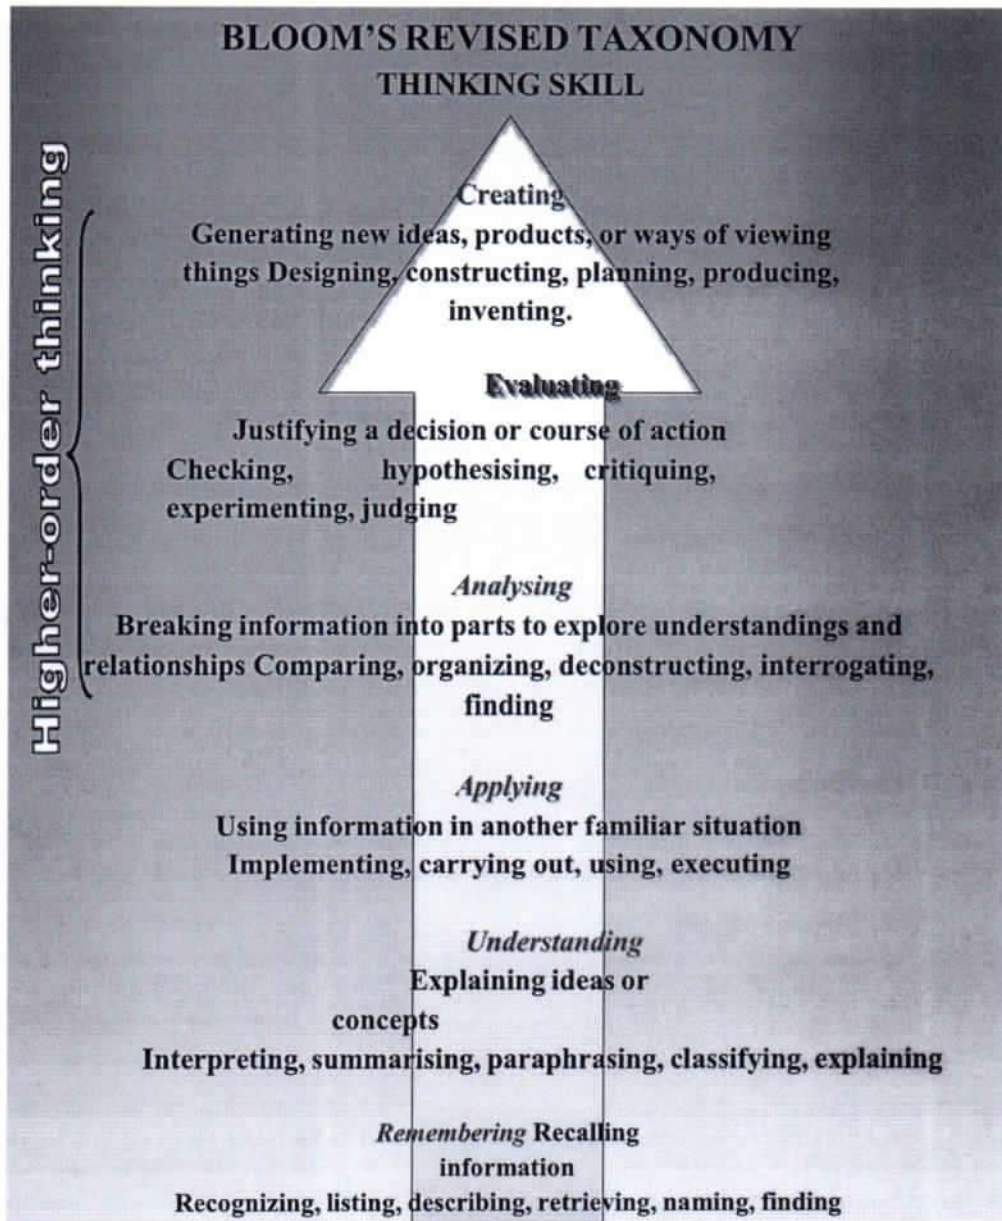 BLOOM'S REVISED TAXONOMY
THINKING SKILL
Higher-order thinking
Creating
Generating new ideas, products, or ways of viewing
things Designing, constructing, planning, producing,
inventing.
Evaluating
Justifying a decision or course of action
Checking, hypothesising, critiquing,
experimenting, judging
Analysing
Breaking information into parts to explore understandings and
relationships Comparing, organizing, deconstructing, interrogating,
finding
Applying
Using information in another familiar situation
Implementing, carrying out, using, executing
Understanding
Explaining ideas or
concepts
Interpreting, summarising, paraphrasing, classifying, explaining
Remembering Recalling
information
Recognizing, listing, describing, retrieving, naming, finding